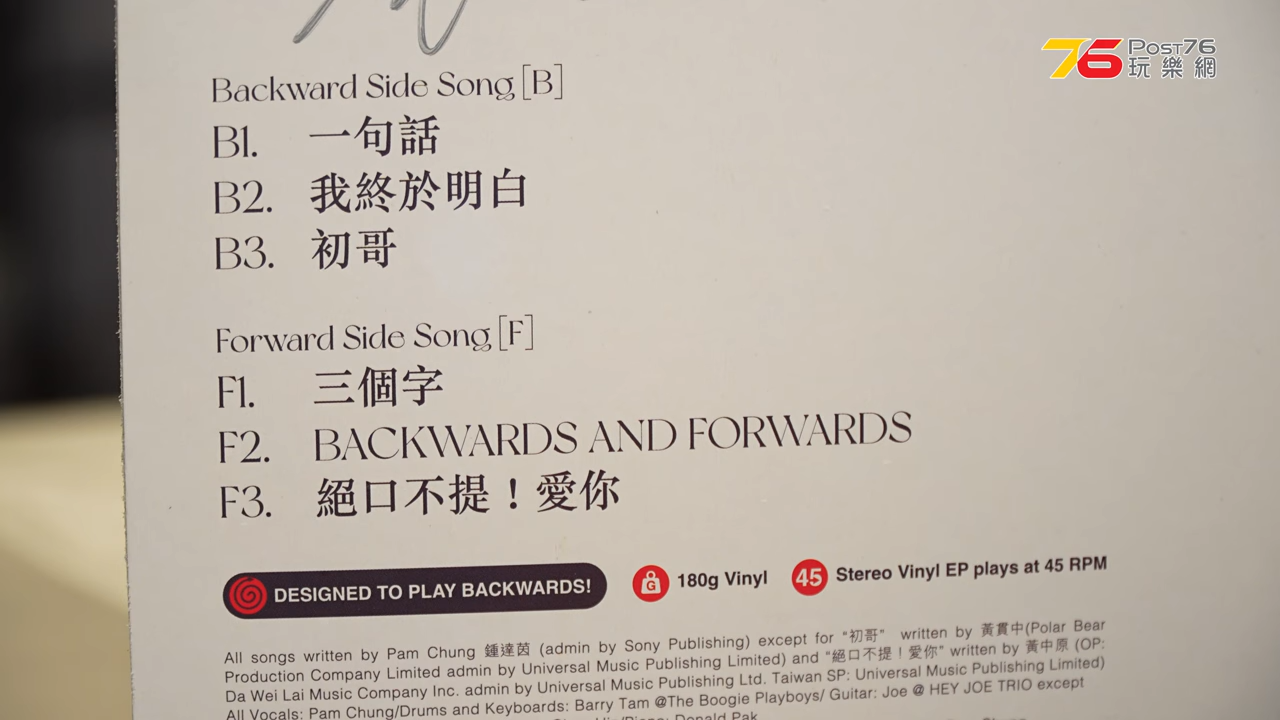 76 POST76
玩樂網
Backward Side Song [B]
B1. 一句話
B2. 我終於明白
B3. 初哥
Forward Side Song [F]
F1. 三個字
F2. BACKWARDS AND FORWARDS
F3. 絕口不提！愛你
DESIGNED TO PLAY BACKWARDS!
G 180g Vinyl
45 Stereo Vinyl EP plays at 45 RPM
All songs written by Pam Chung 鍾達茵 (admin by Sony Publishing) except for “初哥” written by 黃貫中(Polar Bear
Production Company Limited admin by Universal Music Publishing Limited) and “絕口不提！愛你” written by 黃中原 (OP:
Da Wei Lai Music Company Inc. admin by Universal Music Publishing Ltd. Taiwan SP: Universal Music Publishing Limited)
All Vocals: Pam Chung/Drums and Keyboards: Barry Tam @The Boogie Playboys/ Guitar: Joe @ HEY JOE TRIO except
Donald Pak